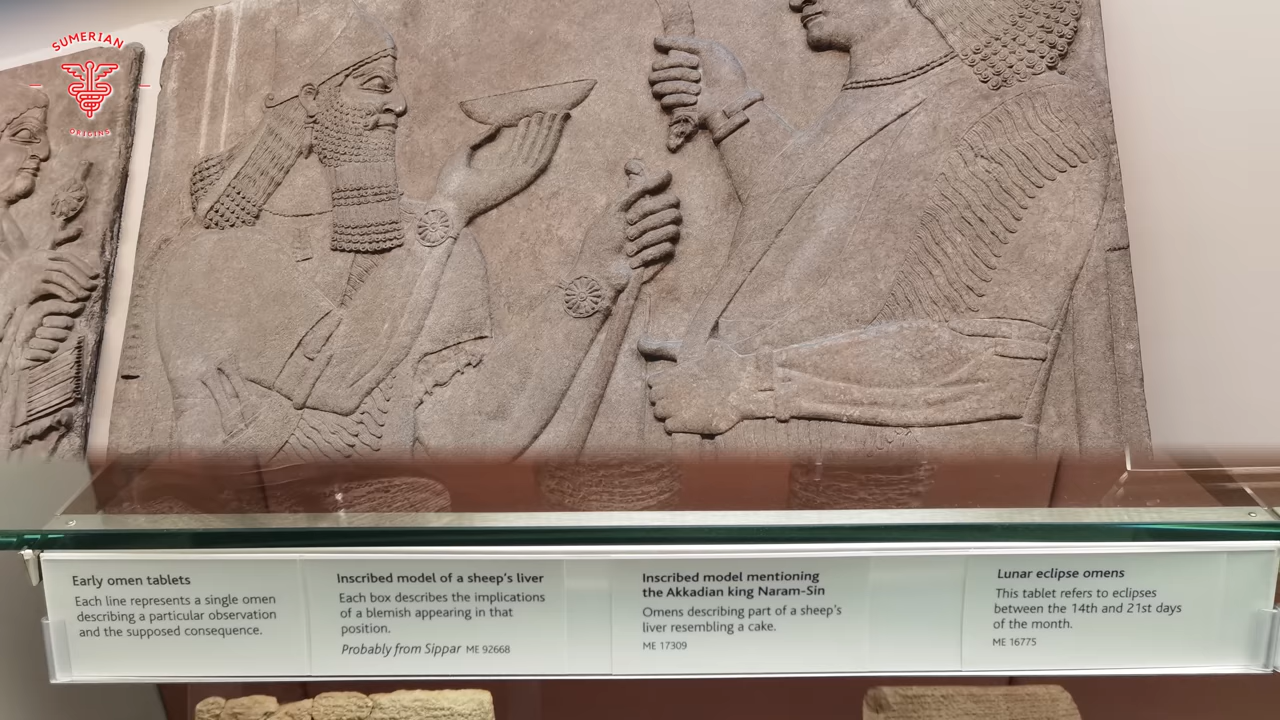 SUMERIAN
ORIGINS
Early omen tablets
Each line represents a single omen
describing a particular observation
and the supposed consequence.
Inscribed model of a sheep's liver
Each box describes the implications
of a blemish appearing in that
position.
Probably from Sippar ME 92668
Inscribed model mentioning
the Akkadian king Naram-Sin
Omens describing part of a sheep's
liver resembling a cake.
ME 17309
Lunar eclipse omens
This tablet refers to eclipses
between the 14th and 21st days
of the month.
ME 16775